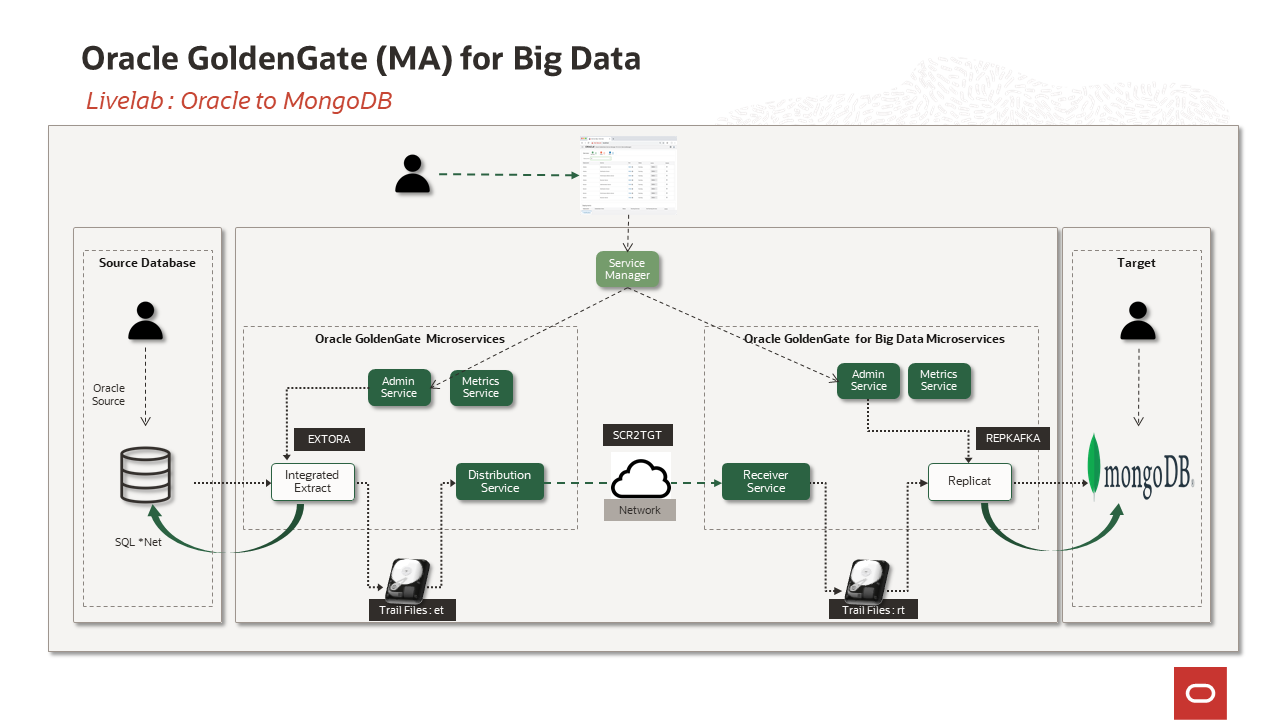 Oracle GoldenGate (MA) for Big Data
Livelab : Oracle to MongoDB
Service
Manager
Source Database
Oracle
Source
SQL *Net
Oracle GoldenGate Microservices
Admin
Service
Metrics
Service
EXTORA
Integrated
Extract
Distribution
Service
Trail Files : et
SCR2TGT
Network
Oracle GoldenGate for Big Data Microservices
Admin
Service
Metrics
Service
REPKAFKA
Receiver
Service
Replicat
Trail Files : rt
Target
mongoDB